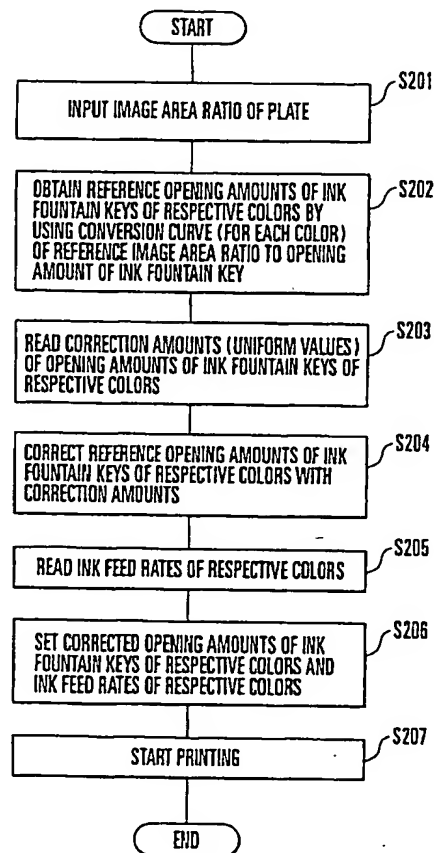 START
S201
INPUT IMAGE AREA RATIO OF PLATE
S202
OBTAIN REFERENCE OPENING AMOUNTS OF INK
FOUNTAIN KEYS OF RESPECTIVE COLORS BY
USING CONVERSION CURVE (FOR EACH COLOR)
OF REFERENCE IMAGE AREA RATIO TO OPENING
AMOUNT OF INK FOUNTAIN KEY
S203
READ CORRECTION AMOUNTS (UNIFORM VALUES)
OF OPENING AMOUNTS OF INK FOUNTAIN KEYS OF
RESPECTIVE COLORS
S204
CORRECT REFERENCE OPENING AMOUNTS OF INK
FOUNTAIN KEYS OF RESPECTIVE COLORS WITH
CORRECTION AMOUNTS
S205
READ INK FEED RATES OF RESPECTIVE COLORS
S206
SET CORRECTED OPENING AMOUNTS OF INK
FOUNTAIN KEYS OF RESPECTIVE COLORS AND
INK FEED RATES OF RESPECTIVE COLORS
S207
START PRINTING
END